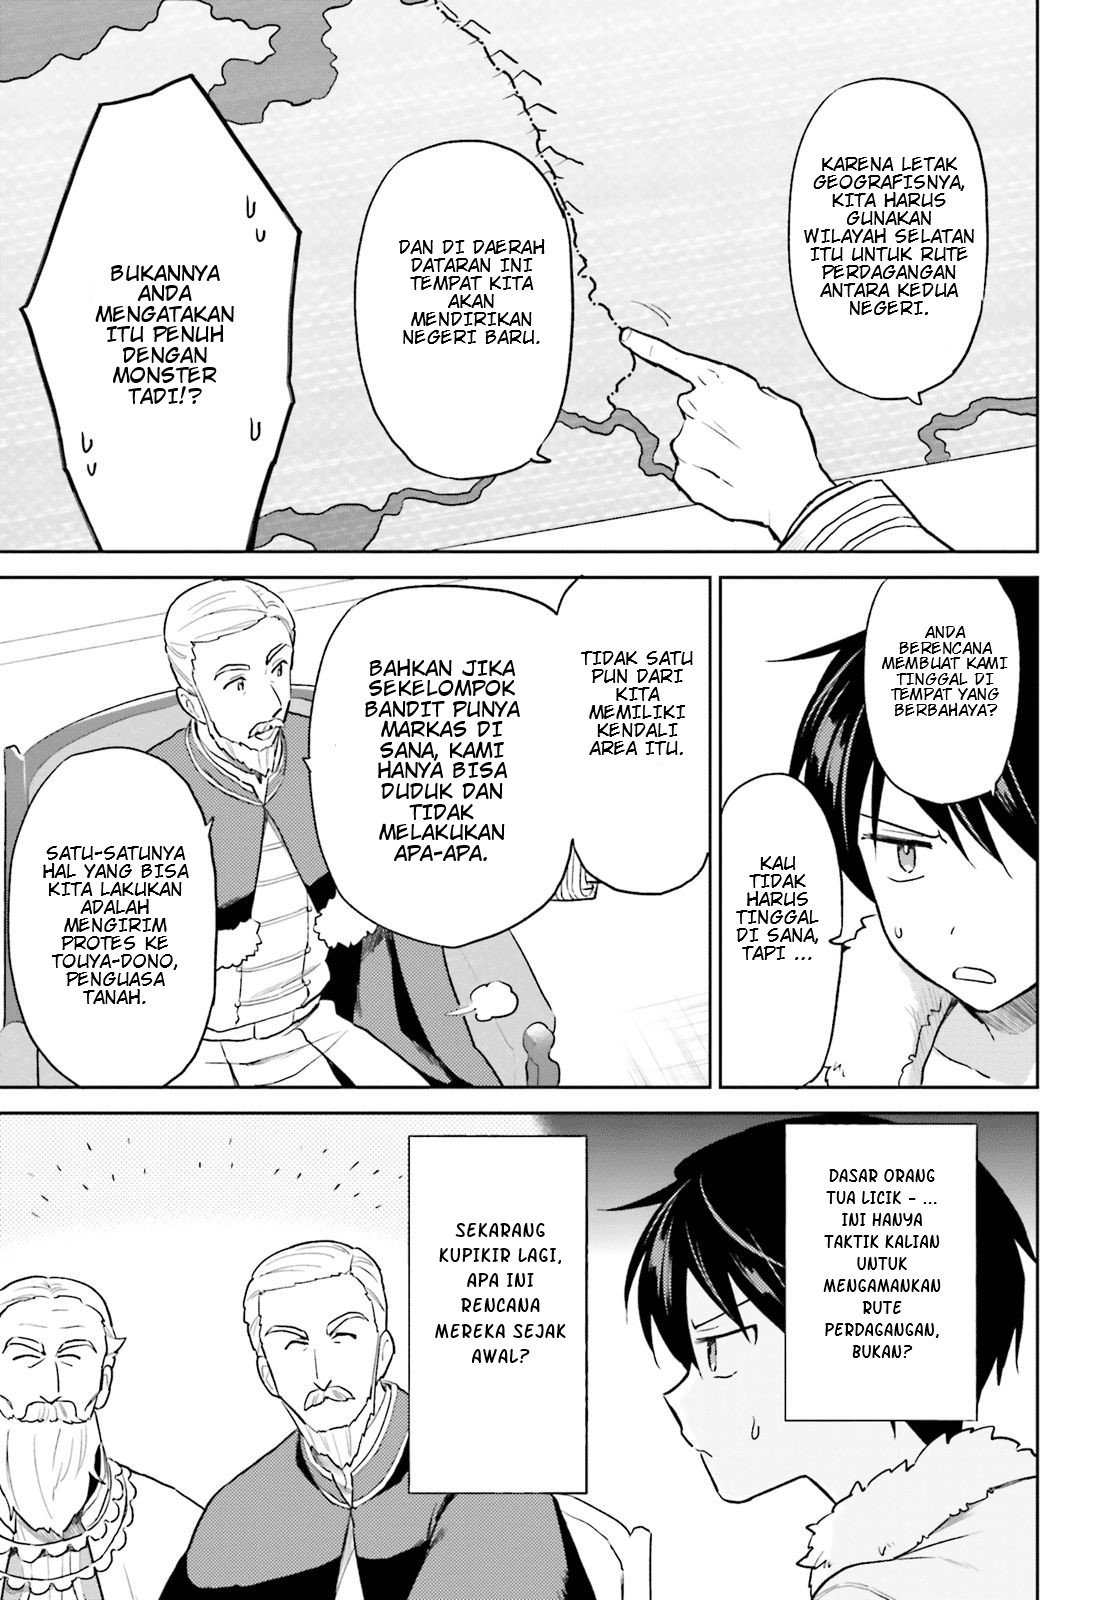 KARENA LETAK
GEOGRAFISNYA,
KITA HARUS
GUNAKAN
WILAYAH SELATAN
ITU UNTUK RUTE
PERDAGANGAN
ANTARA KEDUA
NEGERI.
DAN DI DAERAH
DATARAN INI
TEMPAT KITA
AKAN
MENDIRIKAN
NEGERI BARU.
BUKANNYA
ANDA
MENGATAKAN
ITU PENUH
DENGAN
MONSTER
TADI!?
ANDA
BERENCANA
MEMBUAT KAMI
TINGGAL DI
TEMPAT YANG
BERBAHAYA?
KAU
TIDAK
HARUS
TINGGAL
DI SANA,
TAPI ...
TIDAK SATU
PUN DARI
KITA
MEMILIKI
KENDALI
AREA ITU.
BAHKAN JIKA
SEKELOMPOK
BANDIT PUNYA
MARKAS DI
SANA, KAMI
HANYA BISA
DUDUK DAN
TIDAK
MELAKUKAN
APA-APA.
SATU-SATUNYA
HAL YANG BISA
KITA LAKUKAN
ADALAH
MENGIRIM
PROTES KE
TOUYA-DONO,
PENGUASA
TANAH.
DASAR ORANG
TUA LICIK - ...
INI HANYA
TAKTIK KALIAN
UNTUK
MENGAMANKAN
RUTE
PERDAGANGAN,
BUKAN?
SEKARANG
KUPIKIR LAGI,
APA INI
RENCANA
MEREKA SEJAK
AWAL?